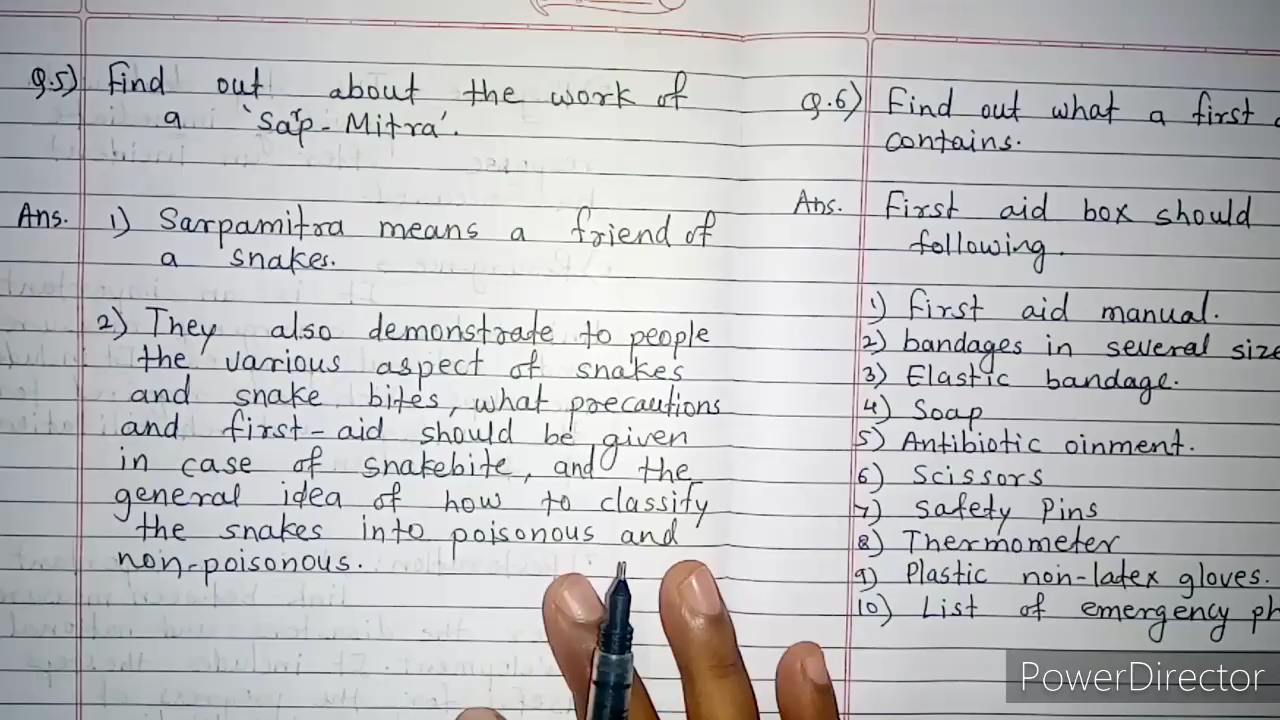 Q.5) Find out about the work of
a 'Sarp-Mitra'.
Ans. 1) Sarpamitra means a friend of
a snakes.
2) They also demonstrate to people
the various aspect of snakes
and snake bites, what precautions
and first-aid should be given
in case of snakebite, and the
general idea of how to classify
the snakes into poisonous and
non-poisonous.
Q.6) Find out what a first
contains.
Ans. First aid box should
following.
1) First aid manual.
2) bandages in several size
3) Elastic bandage.
4) Soap
5) Antibiotic oinment.
6) Scissors
7) Safety Pins
8) Thermometer
9) Plastic non-latex gloves.
10) List of emergency ph
PowerDirector